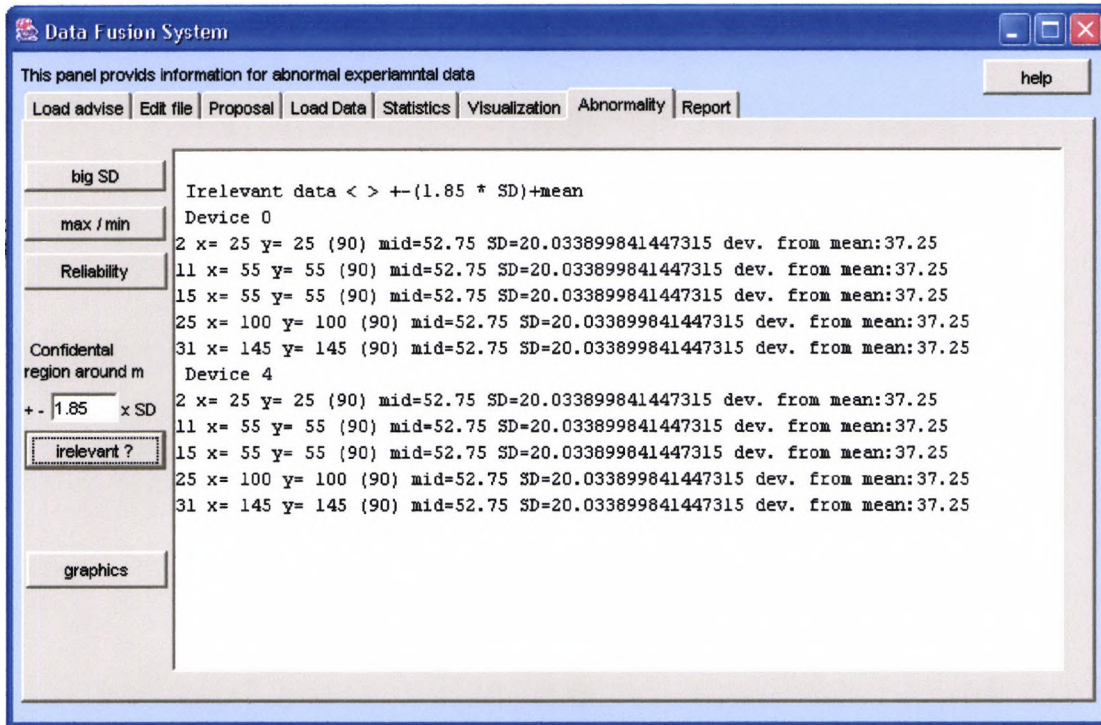 Data Fusion System
This panel provids information for abnormal experiamntal data
help
Load advise Edit file Proposal Load Data Statistics Visualization Abnormality Report
big SD
max / min
Reliability
Confidental
region around m
+ - 1.85 x SD
irelevant ?
graphics
Irelevant data < > +-(1.85 * SD)+mean
Device 0
2 x= 25 y= 25 (90) mid=52.75 SD=20.033899841447315 dev. from mean:37.25
11 x= 55 y= 55 (90) mid=52.75 SD=20.033899841447315 dev. from mean:37.25
15 x= 55 y= 55 (90) mid=52.75 SD=20.033899841447315 dev. from mean:37.25
25 x= 100 y= 100 (90) mid=52.75 SD=20.033899841447315 dev. from mean:37.25
31 x= 145 y= 145 (90) mid=52.75 SD=20.033899841447315 dev. from mean:37.25
Device 4
2 x= 25 y= 25 (90) mid=52.75 SD=20.033899841447315 dev. from mean:37.25
11 x= 55 y= 55 (90) mid=52.75 SD=20.033899841447315 dev. from mean:37.25
15 x= 55 y= 55 (90) mid=52.75 SD=20.033899841447315 dev. from mean:37.25
25 x= 100 y= 100 (90) mid=52.75 SD=20.033899841447315 dev. from mean:37.25
31 x= 145 y= 145 (90) mid=52.75 SD=20.033899841447315 dev. from mean:37.25